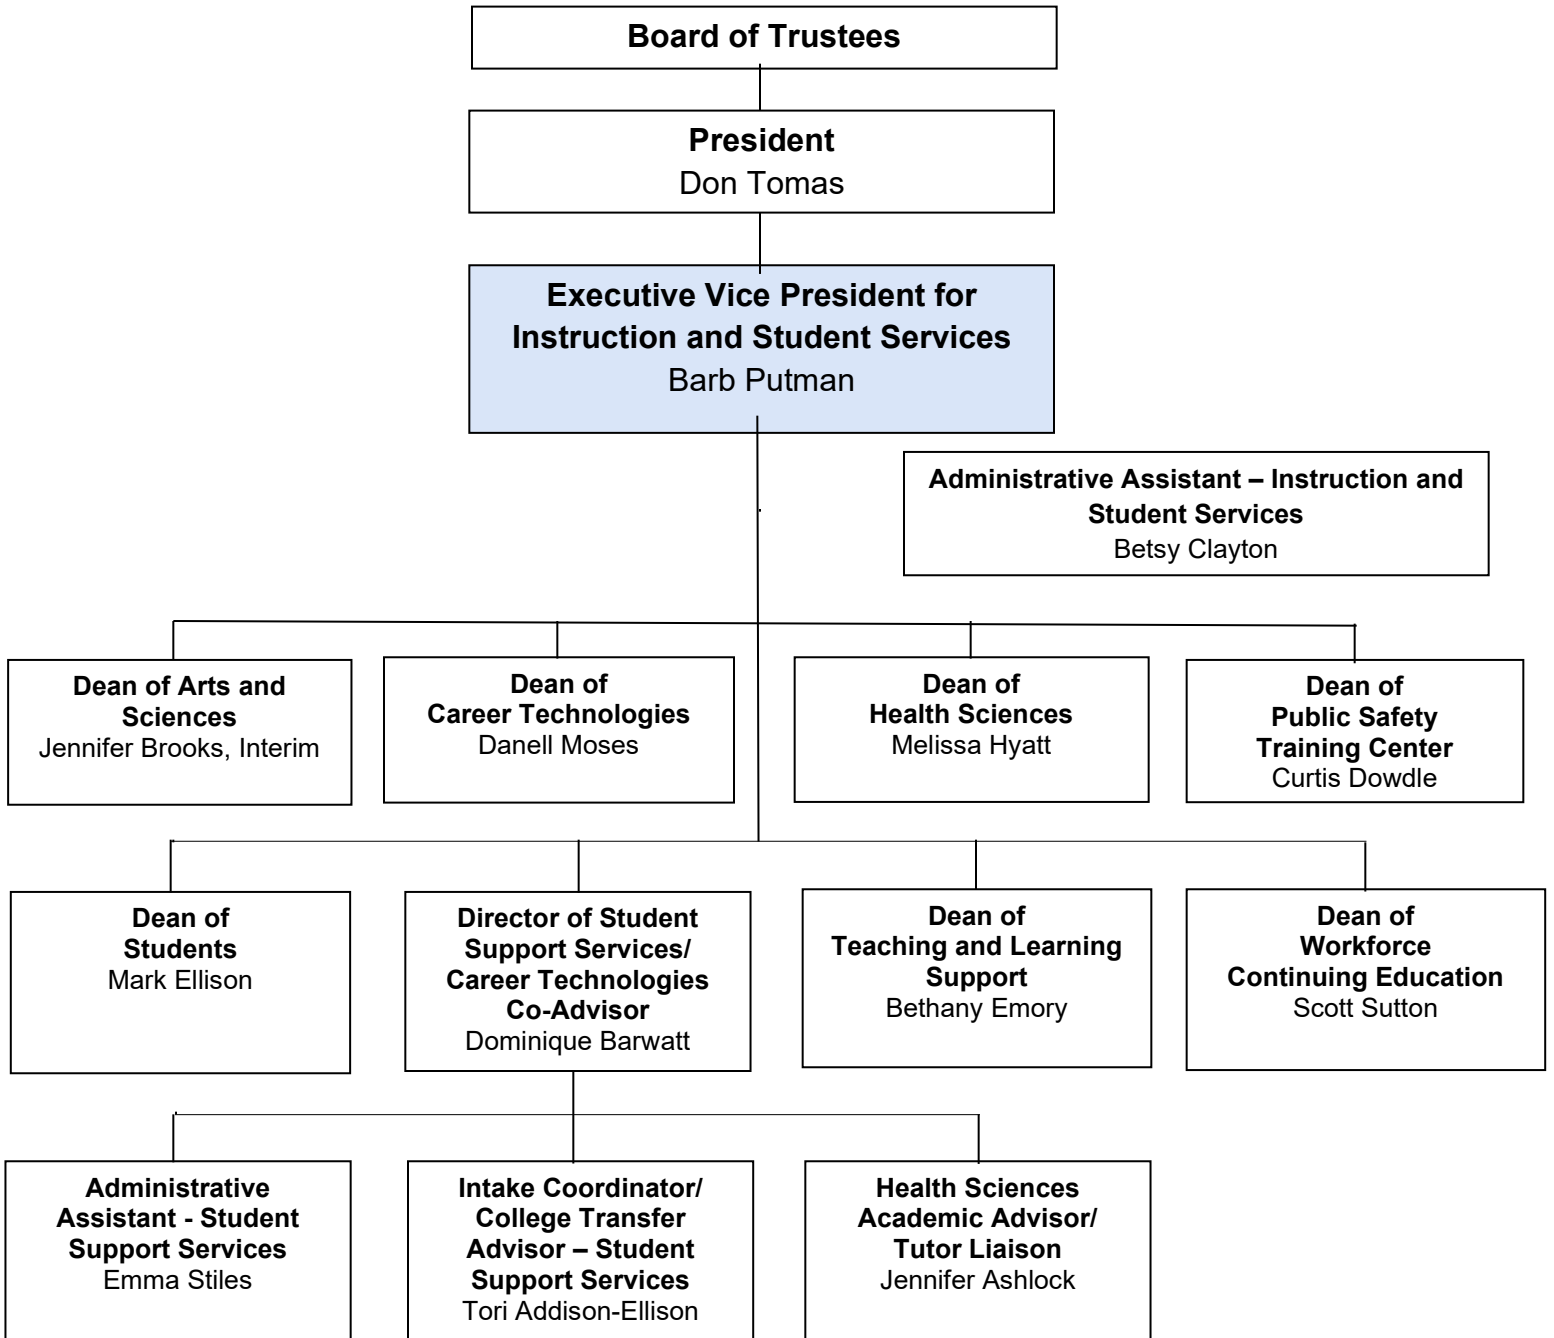 Board of Trustees
President
Don Tomas
Executive Vice President for
Instruction and Student Services
Barb Putman
Administrative Assistant – Instruction and
Student Services
Betsy Clayton
Dean of Arts and
Sciences
Jennifer Brooks, Interim
Dean of
Career Technologies
Danell Moses
Dean of
Health Sciences
Melissa Hyatt
Dean of
Public Safety
Training Center
Curtis Dowdle
Dean of
Students
Mark Ellison
Director of Student
Support Services/
Career Technologies
Co-Advisor
Dominique Barwatt
Dean of
Teaching and Learning
Support
Bethany Emory
Dean of
Workforce
Continuing Education
Scott Sutton
Administrative
Assistant - Student
Support Services
Emma Stiles
Intake Coordinator/
College Transfer
Advisor – Student
Support Services
Tori Addison-Ellison
Health Sciences
Academic Advisor/
Tutor Liaison
Jennifer Ashlock